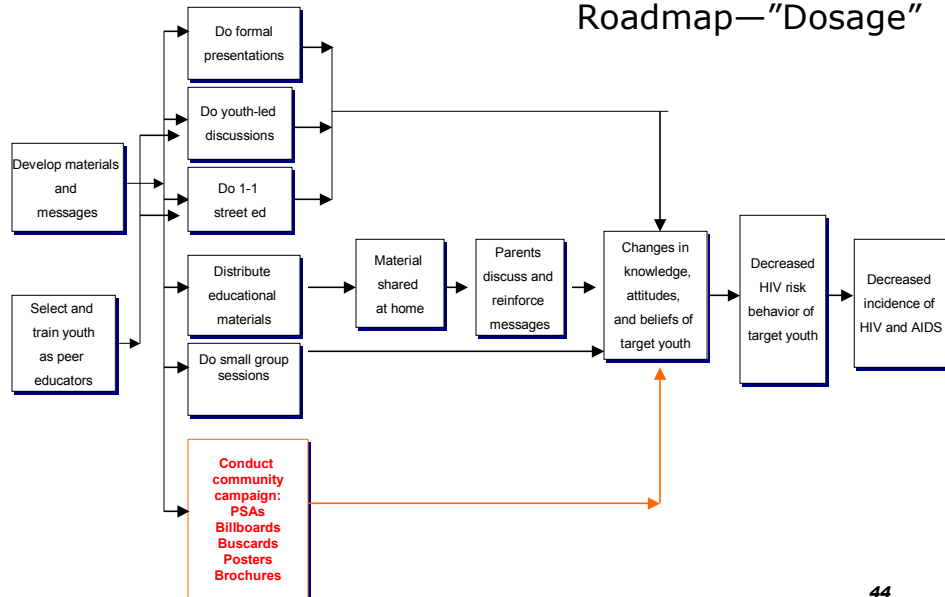 Roadmap—”Dosage”
Do formal
presentations
Do youth-led
discussions
Develop materials
and
messages
Do 1-1
street ed
Distribute
educational
materials
Material
shared
at home
Parents
discuss and
reinforce
messages
Changes in
knowledge,
attitudes,
and beliefs of
target youth
Decreased
HIV risk
behavior of
target youth
Decreased
incidence of
HIV and AIDS
Select and
train youth
as peer
educators
Do small group
sessions
Conduct
community
campaign:
PSAs
Billboards
Buscards
Posters
Brochures
44